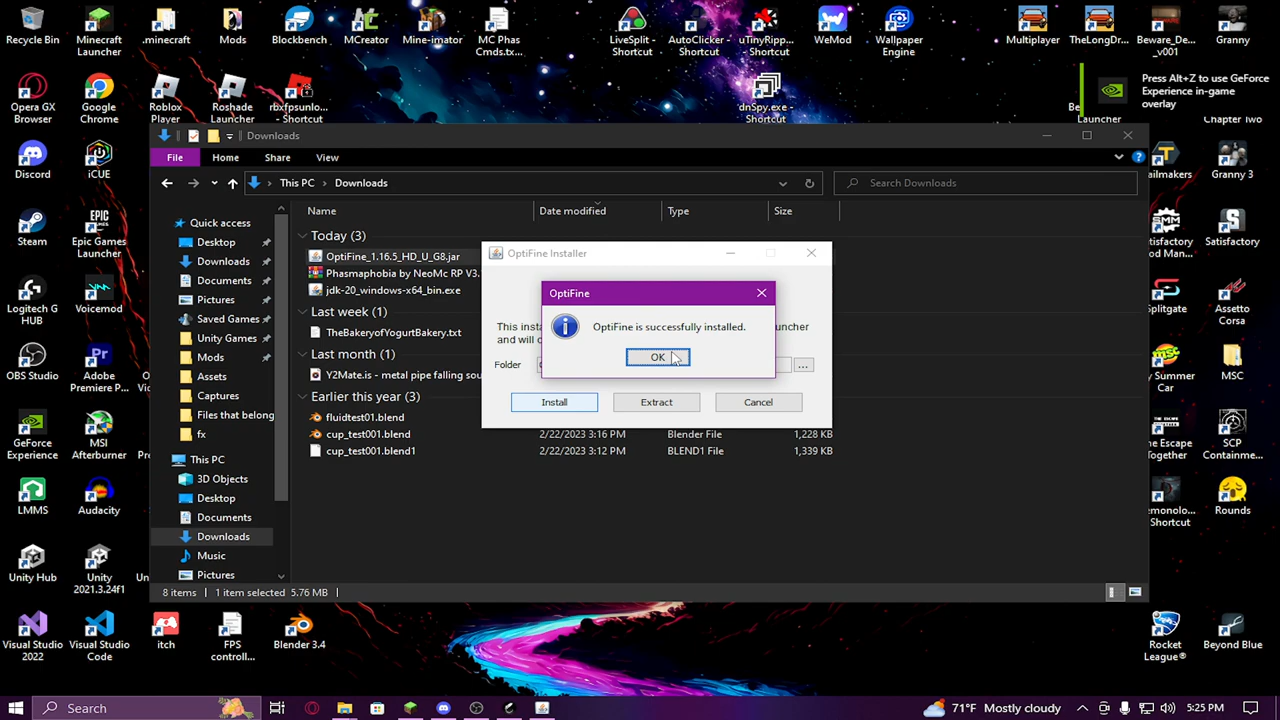 Recycle Bin
Minecraft Launcher
.minecraft
Mods
Blockbench
MCreator
Mine-imator
MC Phas Cmds.tx...
LiveSplit - Shortcut
AutoClicker - Shortcut
uTinyRipp... - Shortcut
WeMod
Wallpaper Engine
Multiplayer
TheLongDr...
Beware_De... _v001
Granny
Press Alt+Z to use GeForce
Experience in-game
overlay
Opera GX Browser
Google Chrome
Roblox Player
Roshade Launcher
rbxfpsunlo... - Shortcut
dnSpy.exe - Shortcut
Launcher
Chapter Two
Downloads
File
Home
Share
View
This PC
Downloads
Search Downloads
Name
Date modified
Type
Size
Discord
iCUE
Steam
Epic Games Launcher
Logitech G HUB
Voicemod
OBS Studio
Adobe Premiere P...
GeForce Experience
MSI Afterburner
LMMS
Audacity
Unity Hub
Unity 2021.3.24f1
Visual Studio 2022
Visual Studio Code
itch
FPS controll...
Blender 3.4
Quick access
Desktop
Downloads
Documents
Pictures
Saved Games
Unity Games
Mods
Assets
Captures
Files that belong
fx
This PC
3D Objects
Desktop
Documents
Downloads
Music
Pictures
Today (3)
OptiFine_1.16.5_HD_U_G8.jar
Phasmaphobia by NeoMc RP V3.
jdk-20_windows-x64_bin.exe
Last week (1)
TheBakeryofYogurtBakery.txt
Last month (1)
Y2Mate.is - metal pipe falling sou
Earlier this year (3)
fluidtest01.blend
cup_test001.blend 2/22/2023 3:16 PM Blender File 1,228 KB
cup_test001.blend1 2/22/2023 3:12 PM BLEND1 File 1,339 KB
OptiFine Installer
This insta
auncher
and will
Folder
...
Install
Extract
Cancel
OptiFine
OptiFine is successfully installed.
OK
8 items
1 item selected 5.76 MB
Granny 3
Satisfactory
Satisfactory
Splitgate
Assetto Corsa
MSC
SCP Containme...
Rounds
Rocket League®
Beyond Blue
Search
71°F Mostly cloudy
5:25 PM